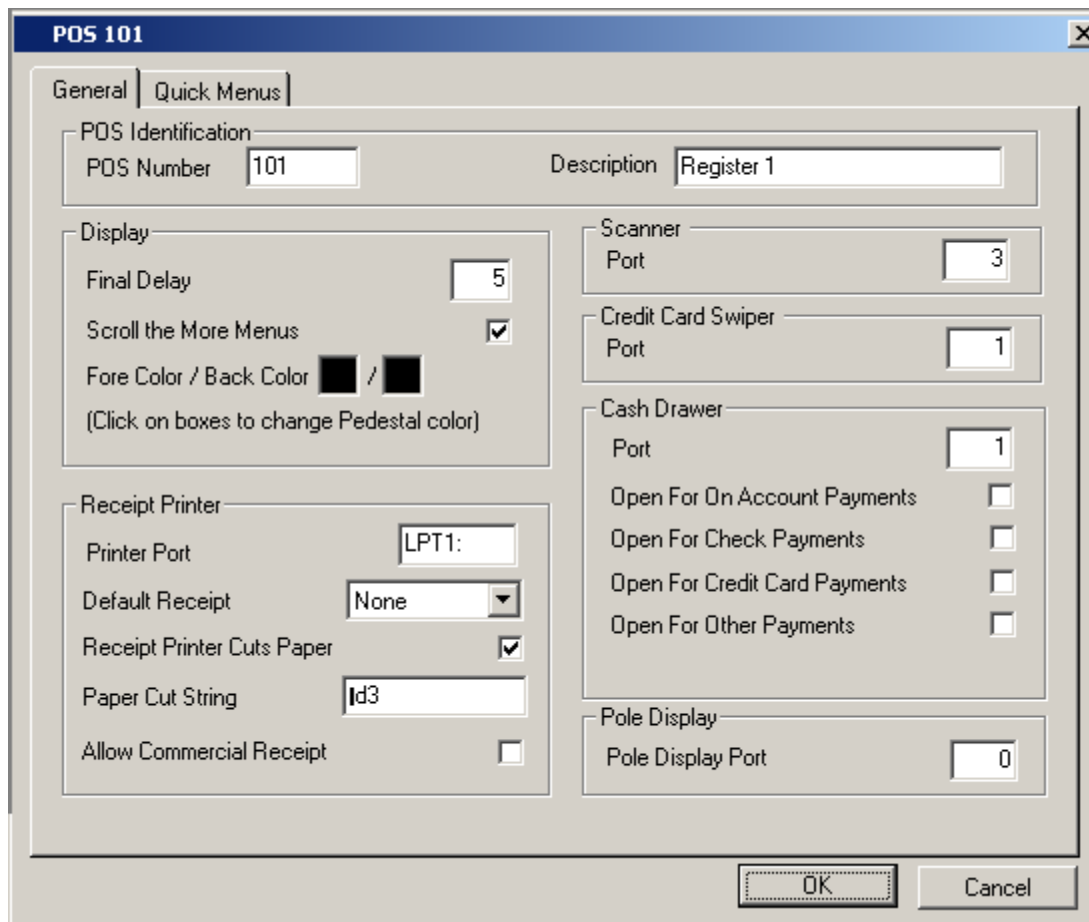 POS 101
General Quick Menus
POS Identification
POS Number 101 Description Register 1
Display
Final Delay 5
Scroll the More Menus
Fore Color / Back Color /
(Click on boxes to change Pedestal color)
Receipt Printer
Printer Port LPT1:
Default Receipt None
Receipt Printer Cuts Paper
Paper Cut String d3
Allow Commercial Receipt
Scanner
Port 3
Credit Card Swiper
Port 1
Cash Drawer
Port 1
Open For On Account Payments
Open For Check Payments
Open For Credit Card Payments
Open For Other Payments
Pole Display
Pole Display Port 0
OK Cancel